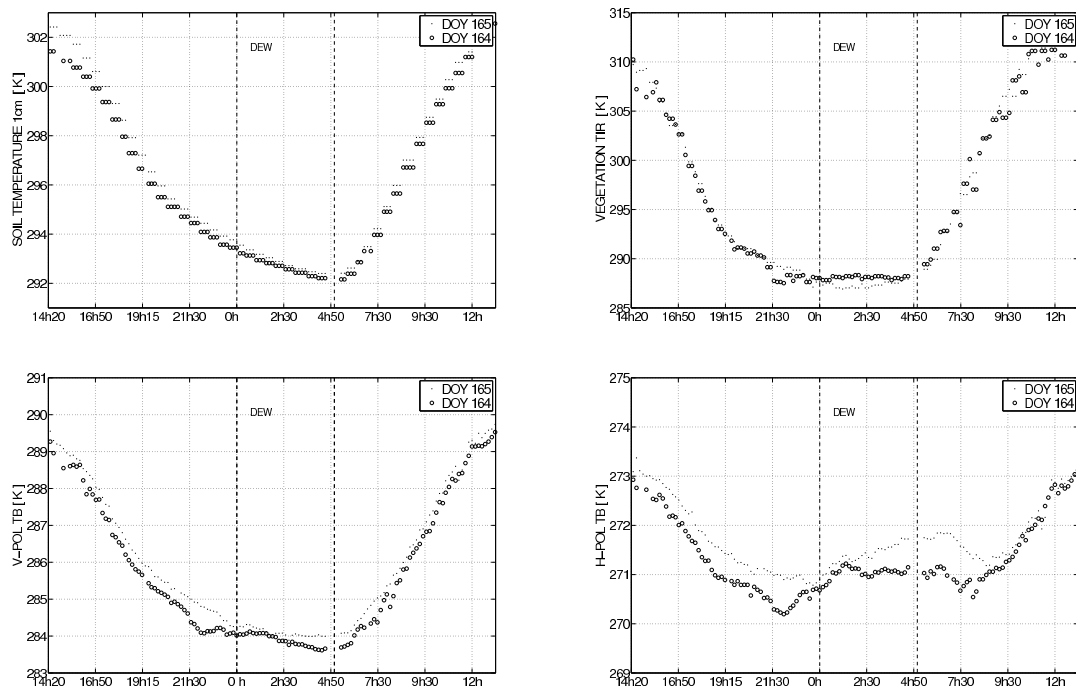 SOIL TEMPERATURE 1cm [ K]
302
300
298
296
294
292
DEW
DOY 165
DOY 164
14h20 16h50 19h15 21h30 0h 2h30 4h50 7h30 9h30 12h
VEGETATION TIR [ K]
310
305
300
295
290
285
DEW
DOY 165
DOY 164
14h20 16h50 19h15 21h30 0h 2h30 4h50 7h30 9h30 12h
V-POL TB [ K]
291
290
289
288
287
286
285
284
283
DEW
DOY 165
DOY 164
14h20 16h50 19h15 21h30 0 h 2h30 4h50 7h30 9h30 12h
H-POL TB [ K]
275
274
273
272
271
270
269
DEW
DOY 165
DOY 164
14h20 16h50 19h15 21h30 0h 2h30 4h50 7h30 9h30 12h